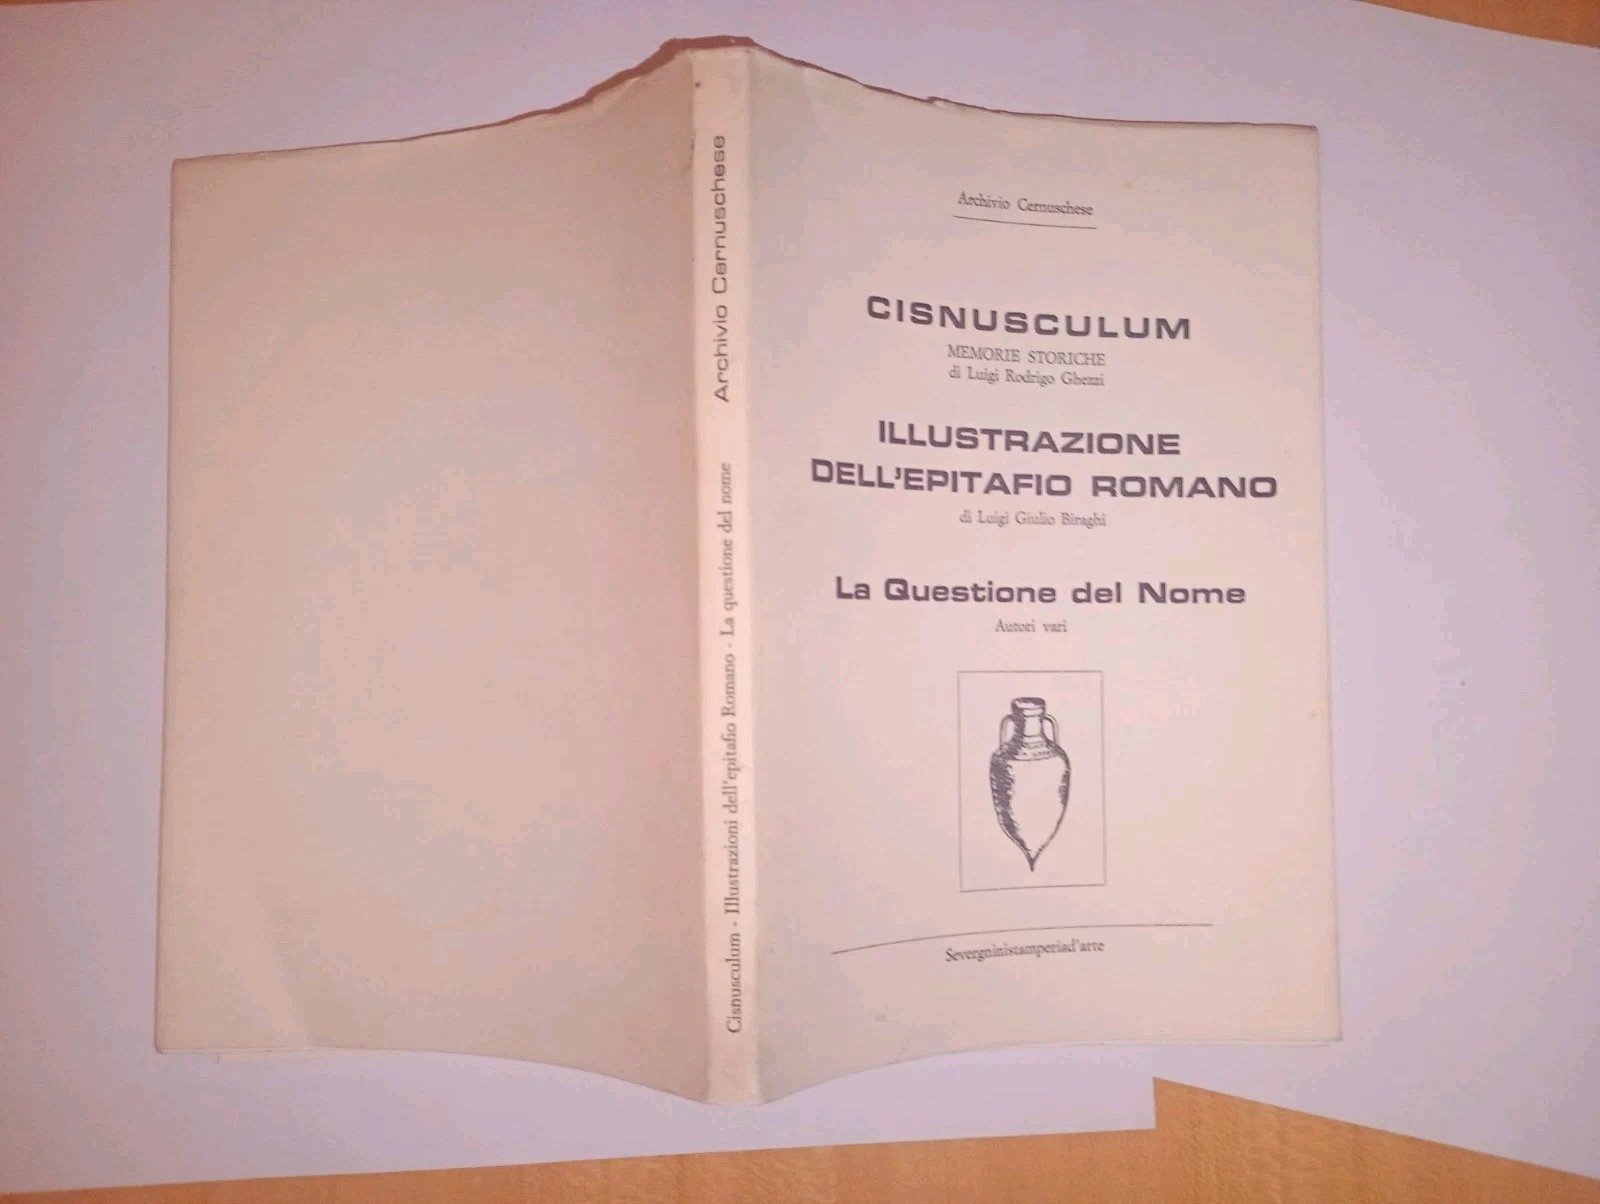 Cisnusculum - Illustrazioni dell'epitafio Romano - La questione del nome Archivio Cernuschese
Archivio Cernuschese
CISNUSCULUM
MEMORIE STORICHE
di Luigi Rodrigo Ghezzi
ILLUSTRAZIONE
DELL'EPITAFIO ROMANO
di Luigi Giulio Biraghi
La Questione del Nome
Autori vari
Severgninistamperiad'arte